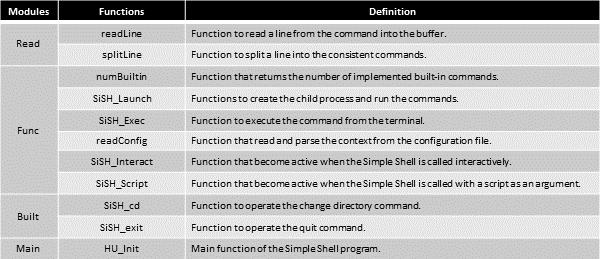 Modules Functions Definition
Read
readLine Function to read a line from the command into the buffer.
splitLine Function to split a line into the consistent commands.
Func
numBuiltin Function that returns the number of implemented built-in commands.
SiSH_Launch Functions to create the child process and run the commands.
SiSH_Exec Function to execute the command from the terminal.
readConfig Function that read and parse the context from the configuration file.
SiSH_Interact Function that become active when the Simple Shell is called interactively.
SiSH_Script Function that become active when the Simple Shell is called with a script as an argument.
Built
SiSH_cd Function to operate the change directory command.
SiSH_exit Function to operate the quit command.
Main HU_Init Main function of the Simple Shell program.